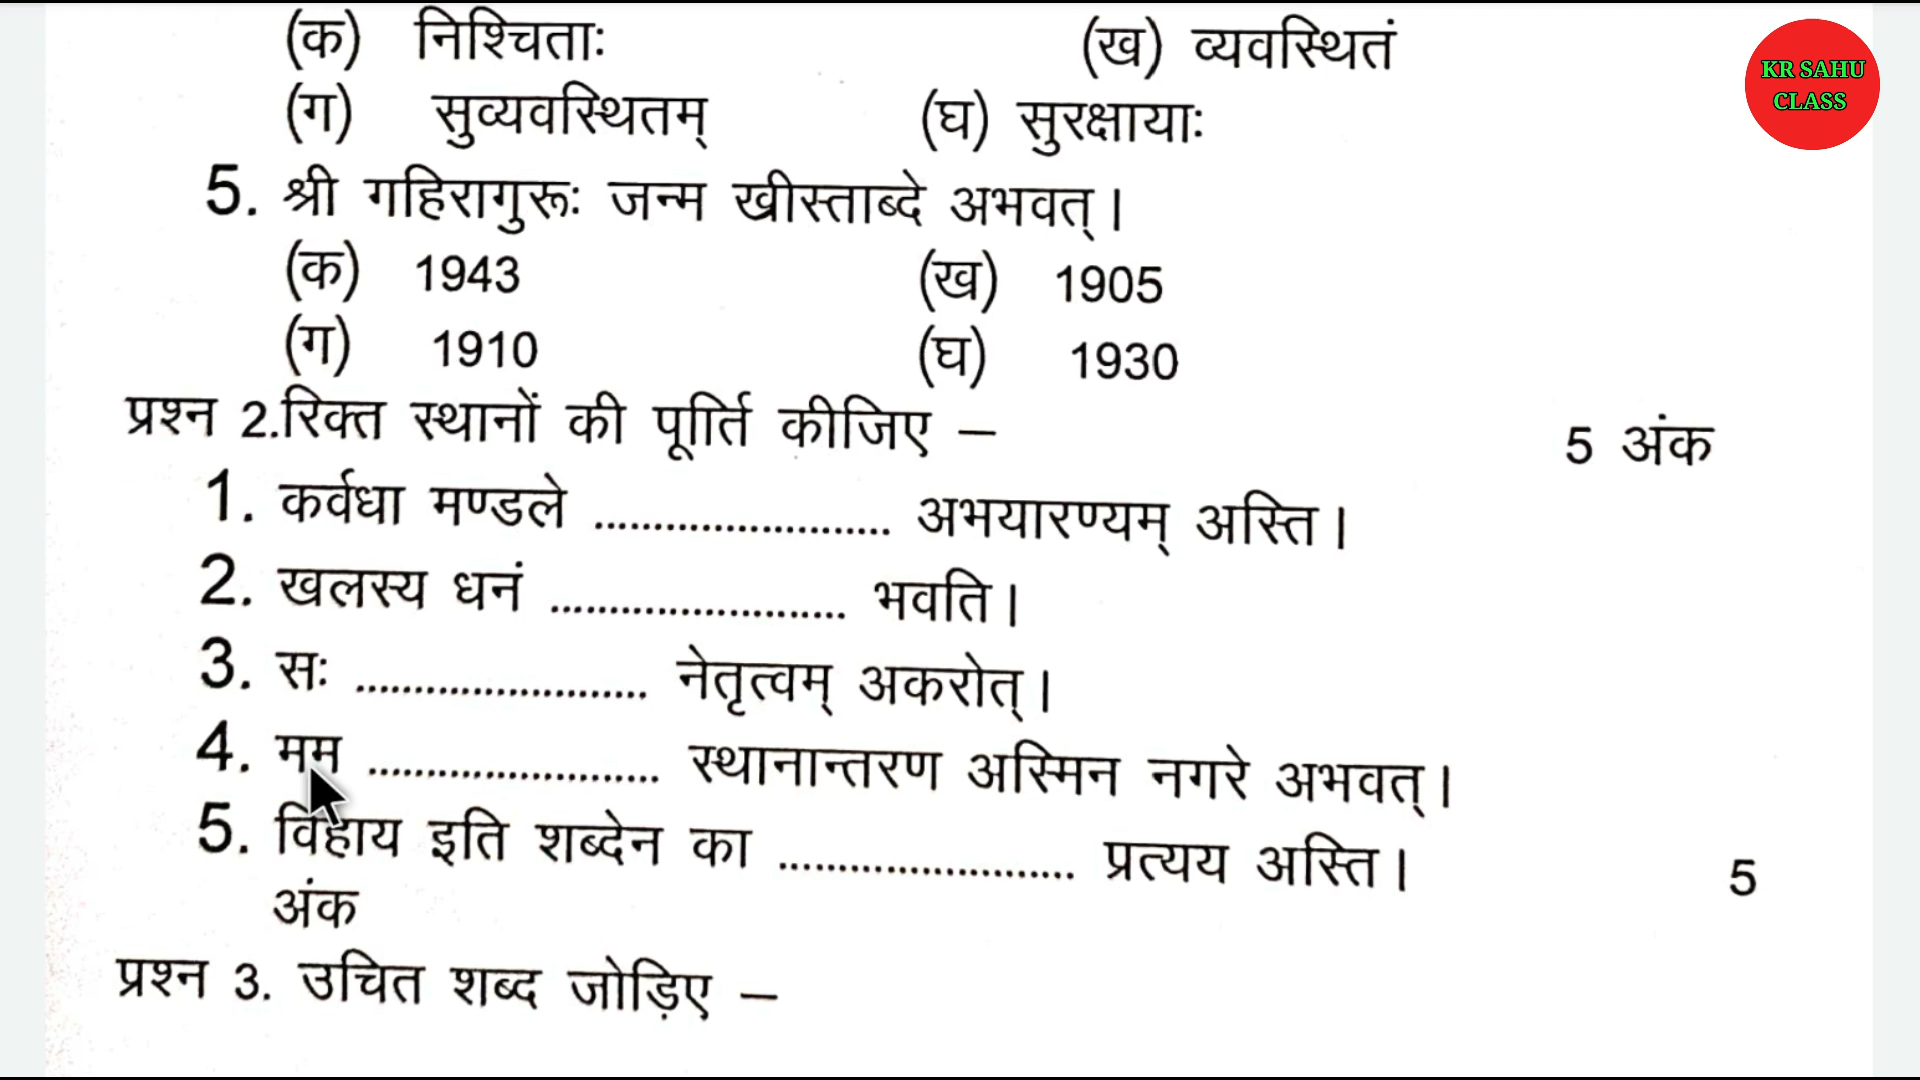 (क) निश्चिताः (ख) व्यवस्थितं
(ग) सुव्यवस्थितम् (घ) सुरक्षायाः
KR SAHU
CLASS
5. श्री गहिरागुरूः जन्म ख्रीस्ताब्दे अभवत्।
(क) 1943 (ख) 1905
(ग) 1910 (घ) 1930
प्रश्न 2.रिक्त स्थानों की पूर्ति कीजिए – 5 अंक
1. कर्वधा मण्डले ......................... अभयारण्यम् अस्ति।
2. खलस्य धनं ......................... भवति।
3. सः ......................... नेतृत्वम् अकरोत्।
4. मम ......................... स्थानान्तरण अस्मिन नगरे अभवत्।
5. विहाय इति शब्देन का ......................... प्रत्यय अस्ति। 5
अंक
प्रश्न 3. उचित शब्द जोड़िए –